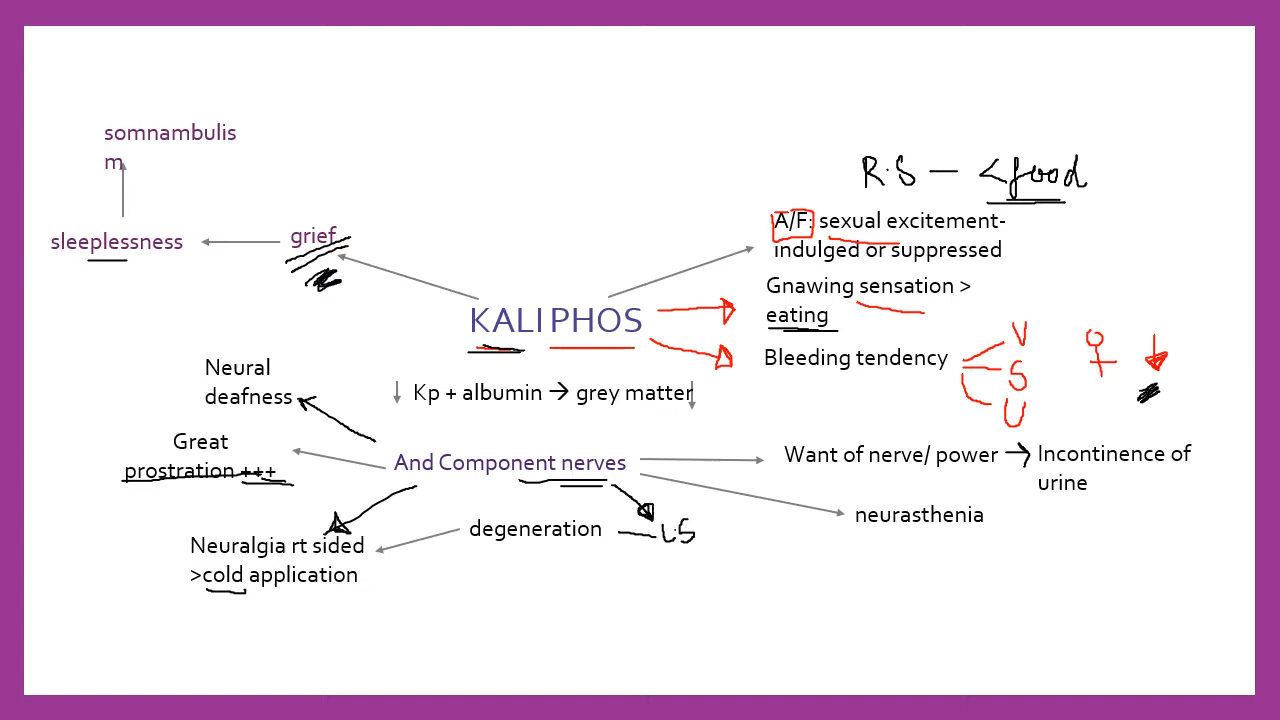 somnambulis
m
sleeplessness
grief
R.S — <food
A/F: sexual excitement-
indulged or suppressed
Gnawing sensation >
eating
KALI PHOS
Bleeding tendency
V
S
U
♀
↓
Neural
deafness
↓ Kp + albumin → grey matter ↓
Great
prostration +++
And Component nerves
Want of nerve/ power → Incontinence of
urine
neurasthenia
degeneration
Neuralgia rt sided
>cold application